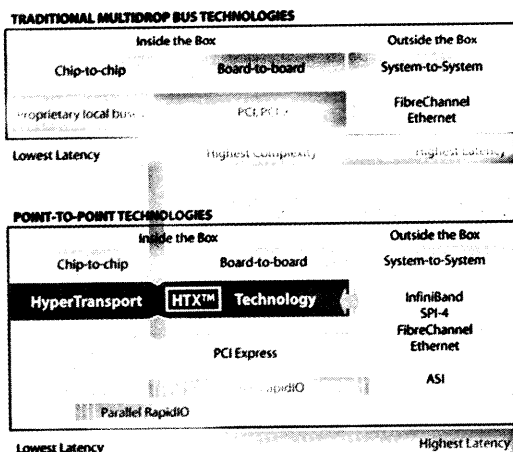 TRADITIONAL MULTIDROP BUS TECHNOLOGIES
Inside the Box Outside the Box
Chip-to-chip Board-to-board System-to-System
local FibreChannel
PCI, Ethernet
Lowest Latency Highest Complexity Highest Latency
POINT-TO-POINT TECHNOLOGIES
Inside the Box Outside the Box
Chip-to-chip Board-to-board System-to-System
HyperTransport HTX™ Technology InfiniBand
SPI-4
FibreChannel
Ethernet
PCI Express
ASI
Parallel RapidIO
Lowest Latency Highest Latency